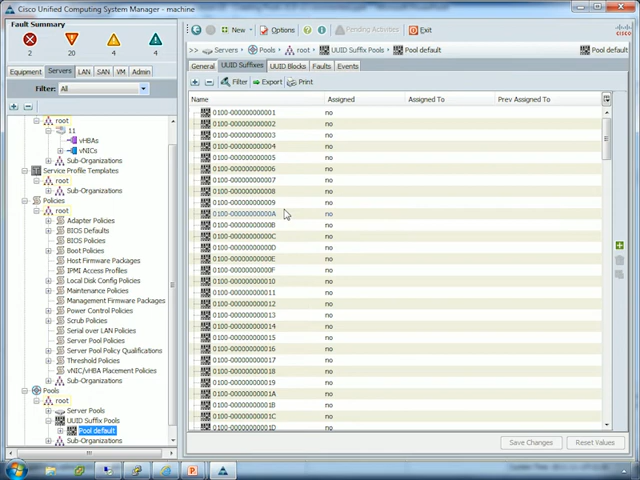 Cisco Unified Computing System Manager - machine
Fault Summary
2 20 4 4
Equipment Servers LAN SAN VM Admin
Filter: All
root
11
vHBAs
vNICs
Sub-Organizations
Service Profile Templates
root
Sub-Organizations
Policies
root
Adapter Policies
BIOS Defaults
BIOS Policies
Boot Policies
Host Firmware Packages
IPMI Access Profiles
Local Disk Config Policies
Maintenance Policies
Management Firmware Packages
Power Control Policies
Scrub Policies
Serial over LAN Policies
Server Pool Policies
Server Pool Policy Qualifications
Threshold Policies
vNIC/vHBA Placement Policies
Sub-Organizations
Pools
root
Server Pools
UUID Suffix Pools
Pool default
Sub-Organizations
New Options Pending Activities Exit
cisco
>> Servers Pools root UUID Suffix Pools Pool default Pool default
General UUID Suffixes UUID Blocks Faults Events
Filter Export Print
Name Assigned Assigned To Prev Assigned To
0100-000000000001 no
0100-000000000002 no
0100-000000000003 no
0100-000000000004 no
0100-000000000005 no
0100-000000000006 no
0100-000000000007 no
0100-000000000008 no
0100-000000000009 no
0100-00000000000A no
0100-00000000000B no
0100-00000000000C no
0100-00000000000D no
0100-00000000000E no
0100-00000000000F no
0100-000000000010 no
0100-000000000011 no
0100-000000000012 no
0100-000000000013 no
0100-000000000014 no
0100-000000000015 no
0100-000000000016 no
0100-000000000017 no
0100-000000000018 no
0100-000000000019 no
0100-00000000001A no
0100-00000000001B no
0100-00000000001C no
0100-00000000001D no
Save Changes Reset Values